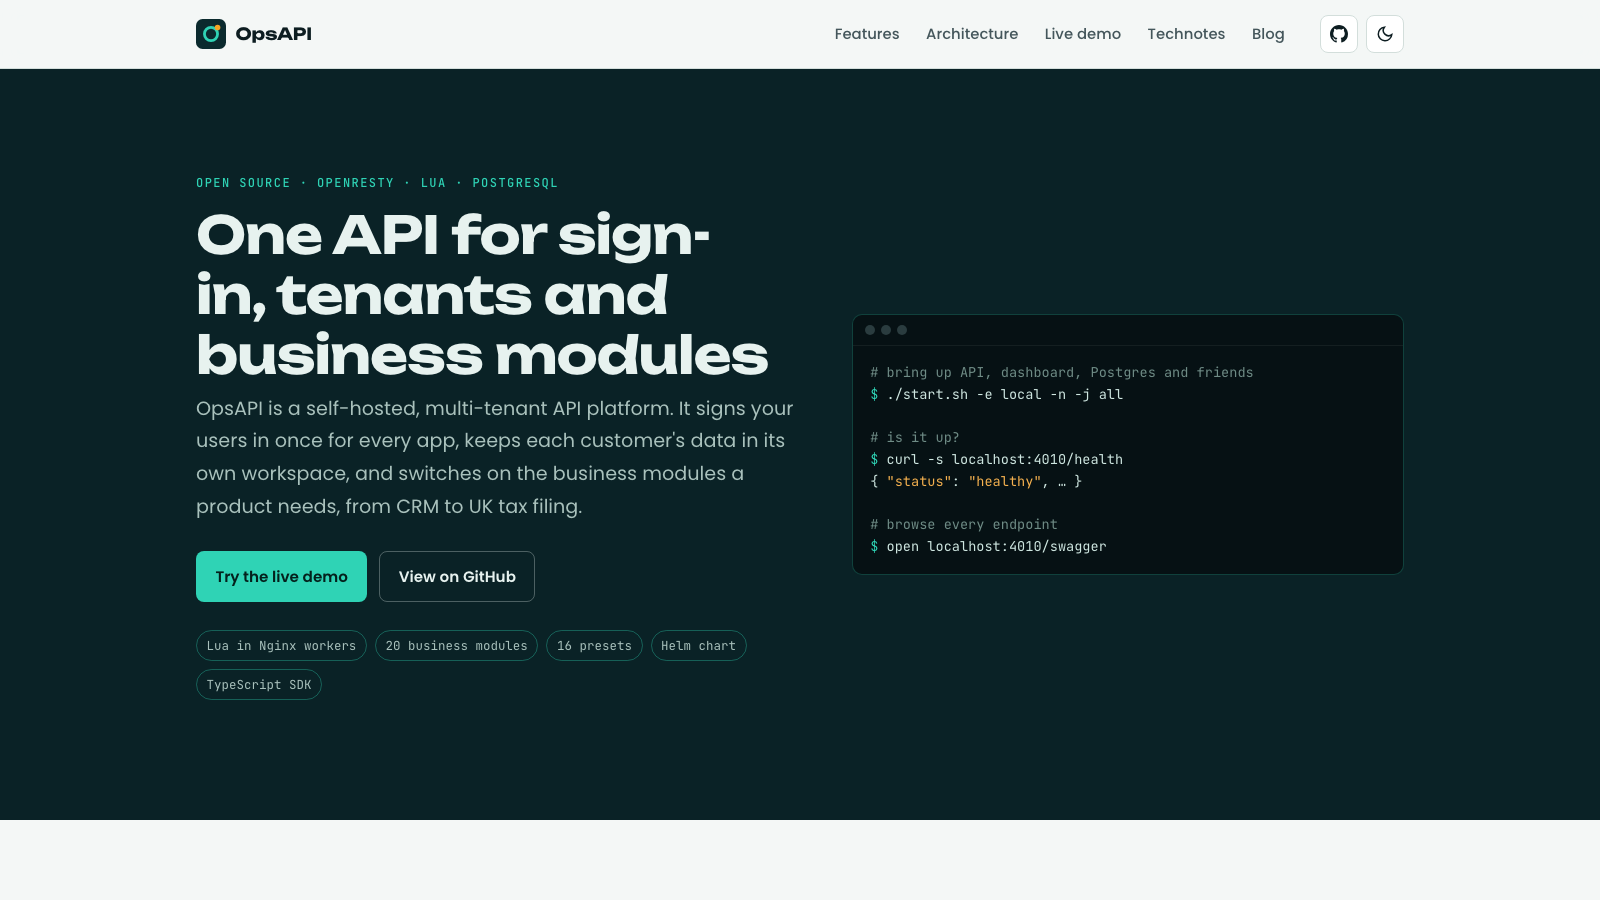 OpsAPI
Features
Architecture
Live demo
Technotes
Blog
OPEN SOURCE · OPENRESTY · LUA · POSTGRESQL
One API for sign-
in, tenants and
business modules
OpsAPI is a self-hosted, multi-tenant API platform. It signs your
users in once for every app, keeps each customer's data in its
own workspace, and switches on the business modules a
product needs, from CRM to UK tax filing.
Try the live demo
View on GitHub
Lua in Nginx workers
20 business modules
16 presets
Helm chart
TypeScript SDK
# bring up API, dashboard, Postgres and friends
$ ./start.sh -e local -n -j all
# is it up?
$ curl -s localhost:4010/health
{ "status": "healthy", … }
# browse every endpoint
$ open localhost:4010/swagger